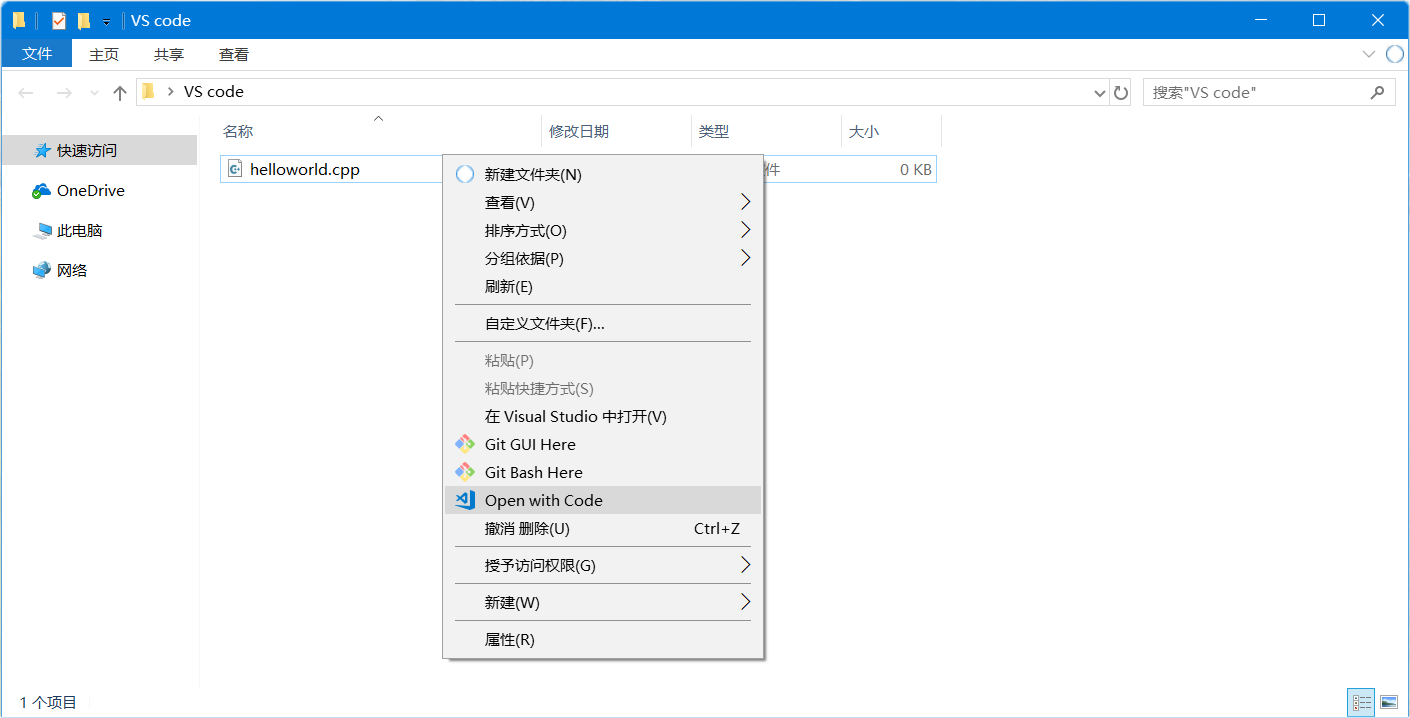 VS code
文件 主页 共享 查看
VS code 搜索"VS code"
名称 修改日期 类型 大小
快速访问
OneDrive
此电脑
网络
helloworld.cpp 件 0 KB
新建文件夹(N)
查看(V)
排序方式(O)
分组依据(P)
刷新(E)
自定义文件夹(F)...
粘贴(P)
粘贴快捷方式(S)
在 Visual Studio 中打开(V)
Git GUI Here
Git Bash Here
Open with Code
撤消 删除(U) Ctrl+Z
授予访问权限(G)
新建(W)
属性(R)
1 个项目